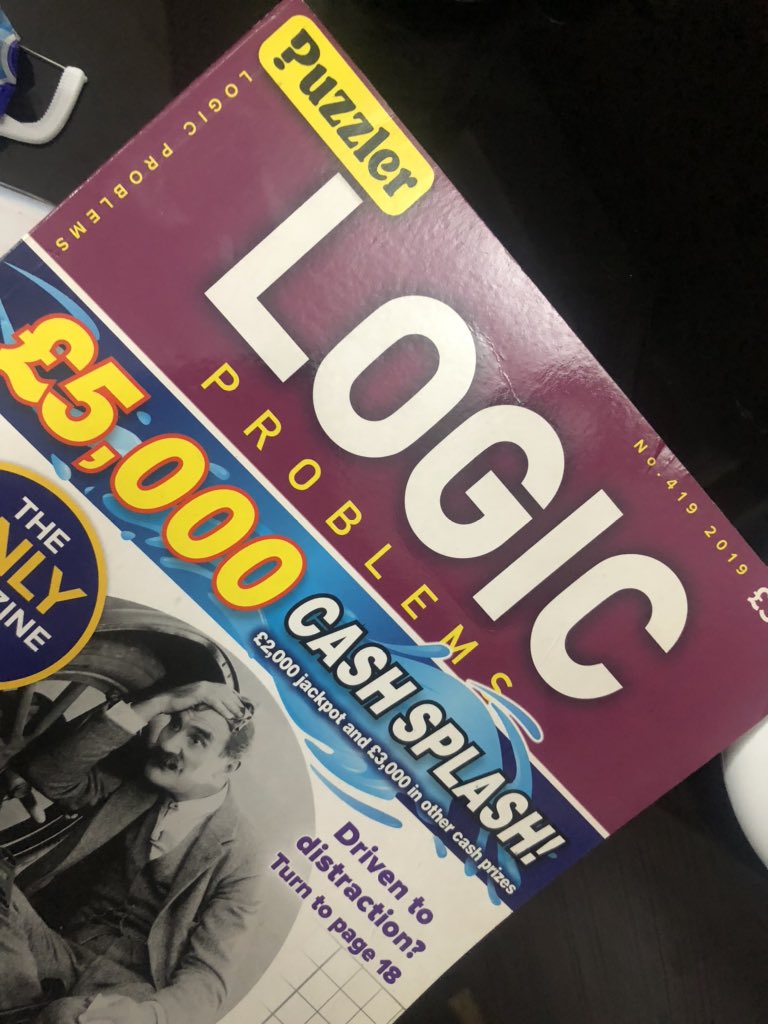 Puzzler
LOGIC PROBLEMS
LOGIC
PROBLEMS
No.419 2019
£5,000
CASH SPLASH!
£2,000 jackpot and £3,000 in other cash prizes
THE
Driven to
distraction?
Turn to page 18